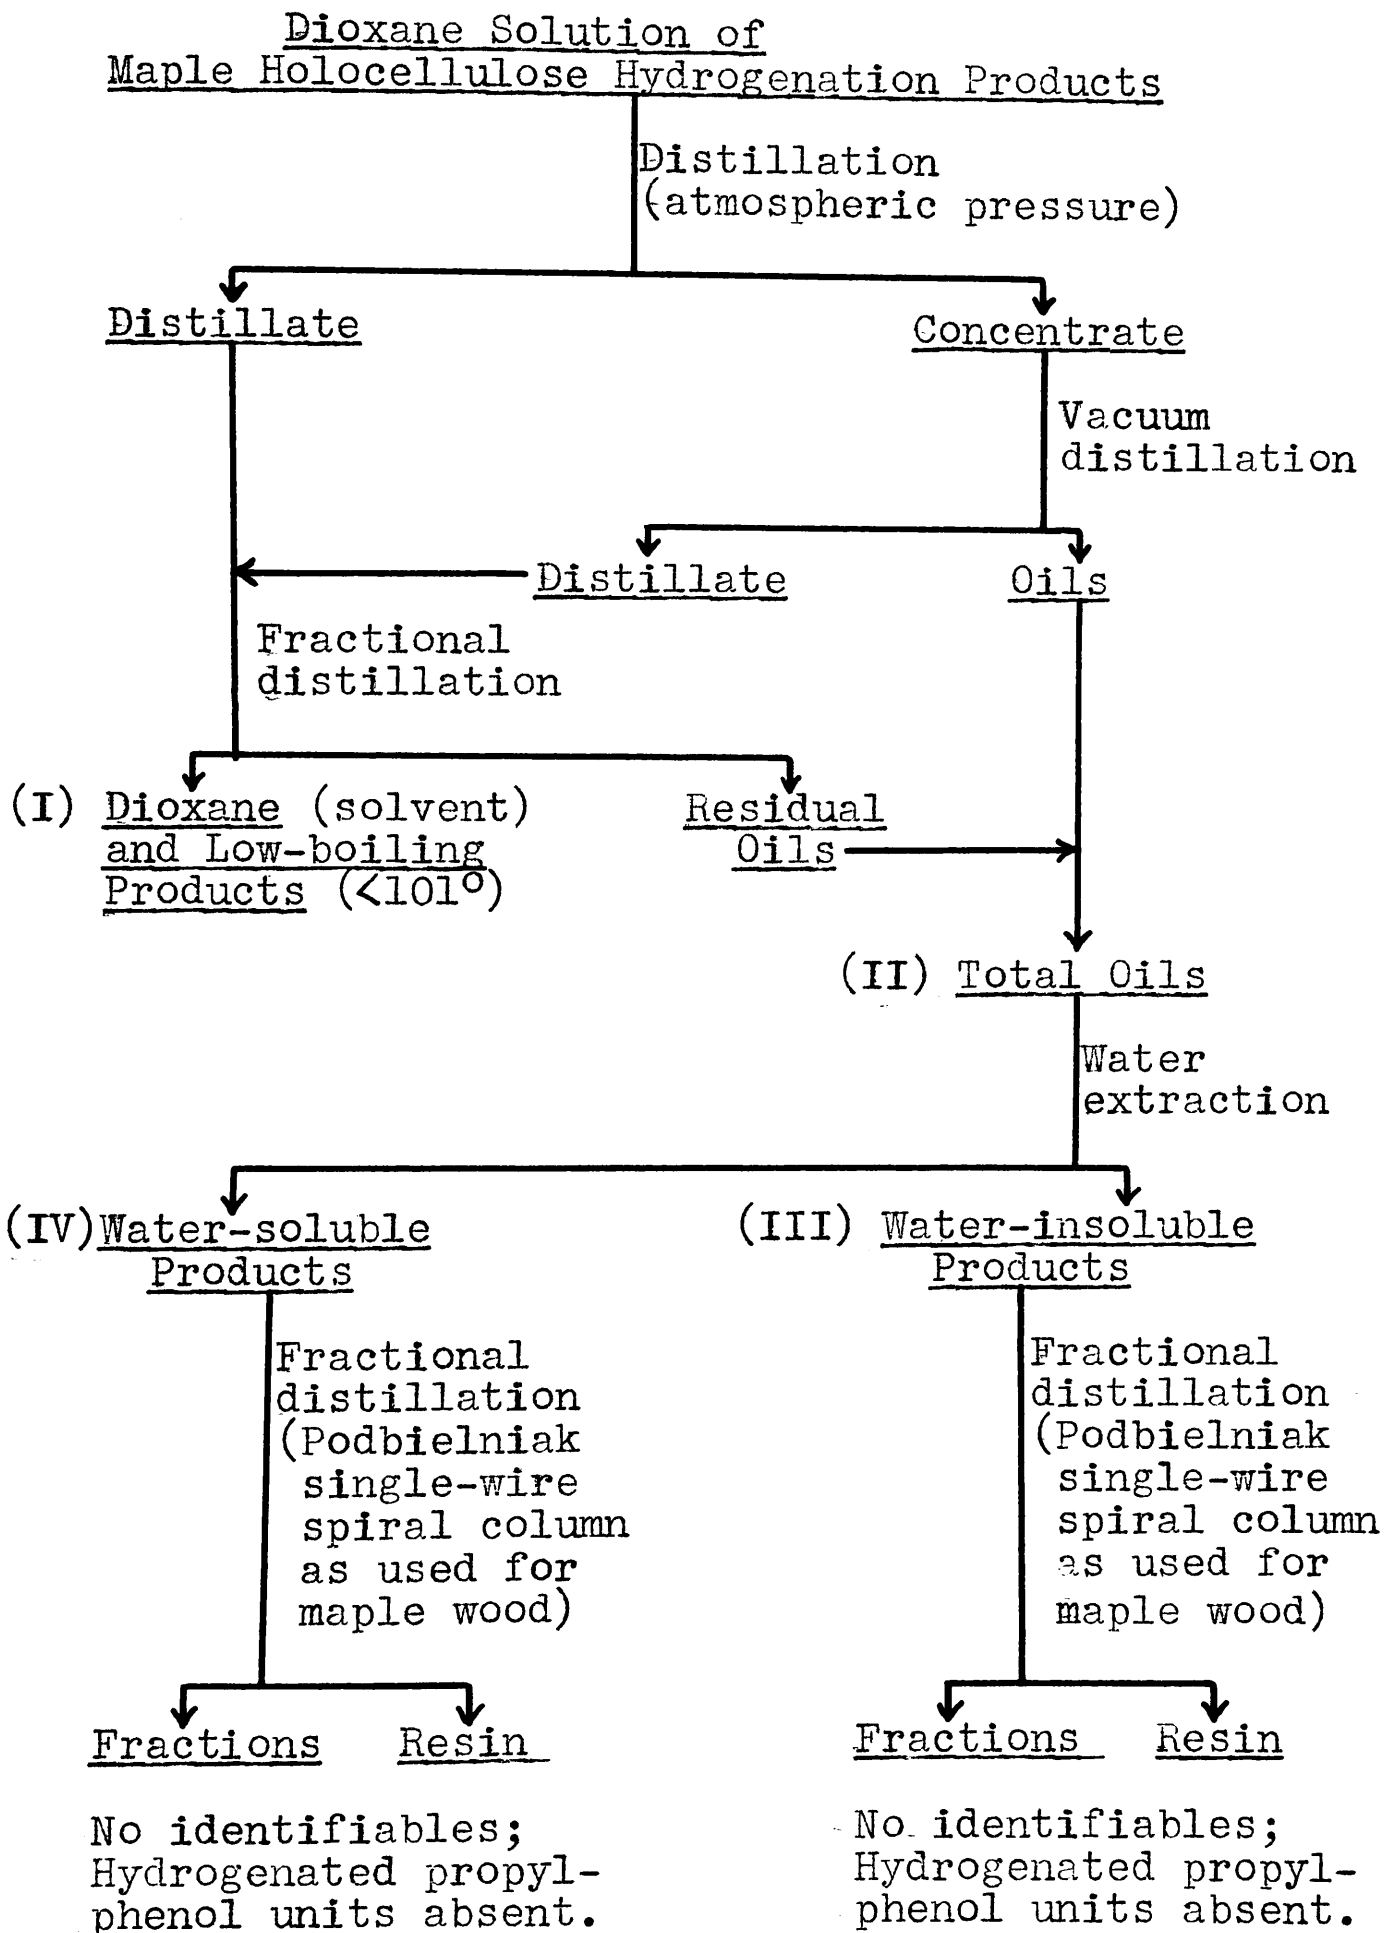 Dioxane Solution of
Maple Holocellulose Hydrogenation Products
Distillation
(atmospheric pressure)
Distillate
Concentrate
Vacuum
distillation
Distillate
Oils
Fractional
distillation
(I) Dioxane (solvent)
and Low-boiling
Products (<101°)
Residual
Oils
(II) Total Oils
Water
extraction
(IV) Water-soluble
Products
(III) Water-insoluble
Products
Fractional
distillation
(Podbielniak
single-wire
spiral column
as used for
maple wood)
Fractional
distillation
(Podbielniak
single-wire
spiral column
as used for
maple wood)
Fractions
Resin
Fractions
Resin
No identifiables;
Hydrogenated propyl-
phenol units absent.
No identifiables;
Hydrogenated propyl-
phenol units absent.